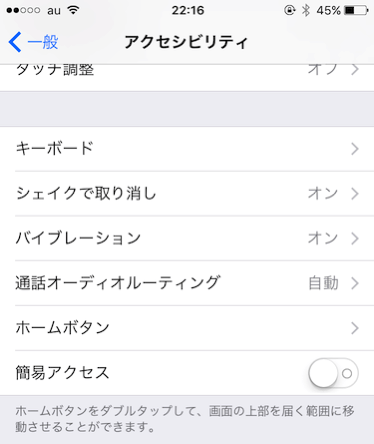 au 22:16 45%
一般 アクセシビリティ
タッチ調整 オフ
キーボード
シェイクで取り消し オン
バイブレーション オン
通話オーディオルーティング 自動
ホームボタン
簡易アクセス
ホームボタンをダブルタップして、画面の上部を届く範囲に移
動させることができます。